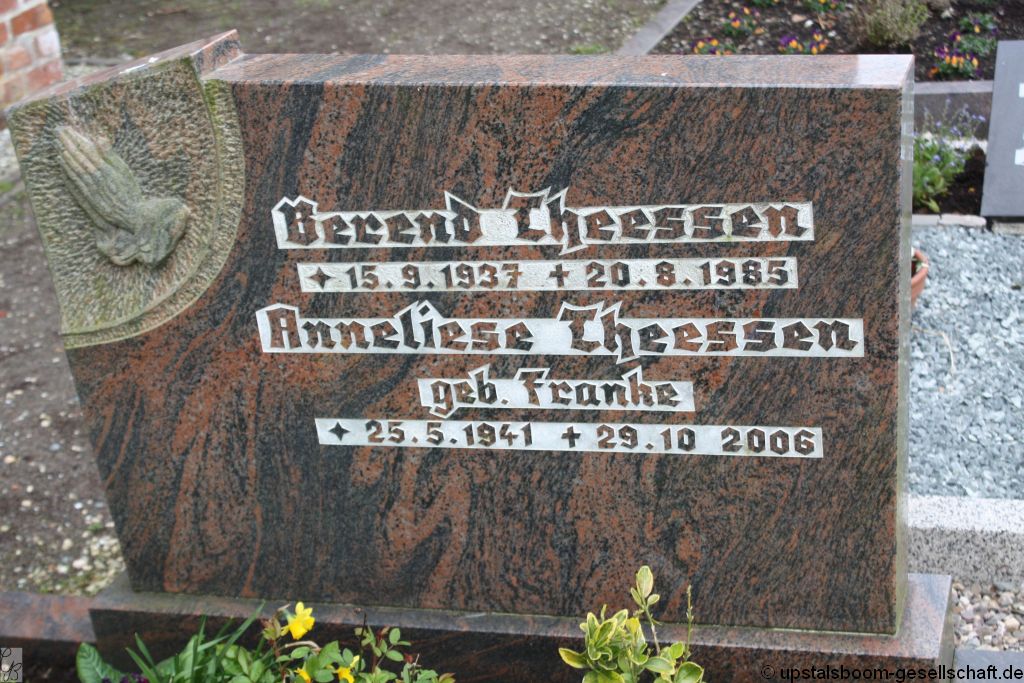 Berend Theessen
✦ 15.9.1937 ✝ 20.8.1985
Anneliese Theessen
geb. Franke
✦ 25.5.1941 ✝ 29.10 2006
© upstalsboom-gesellschaft.de